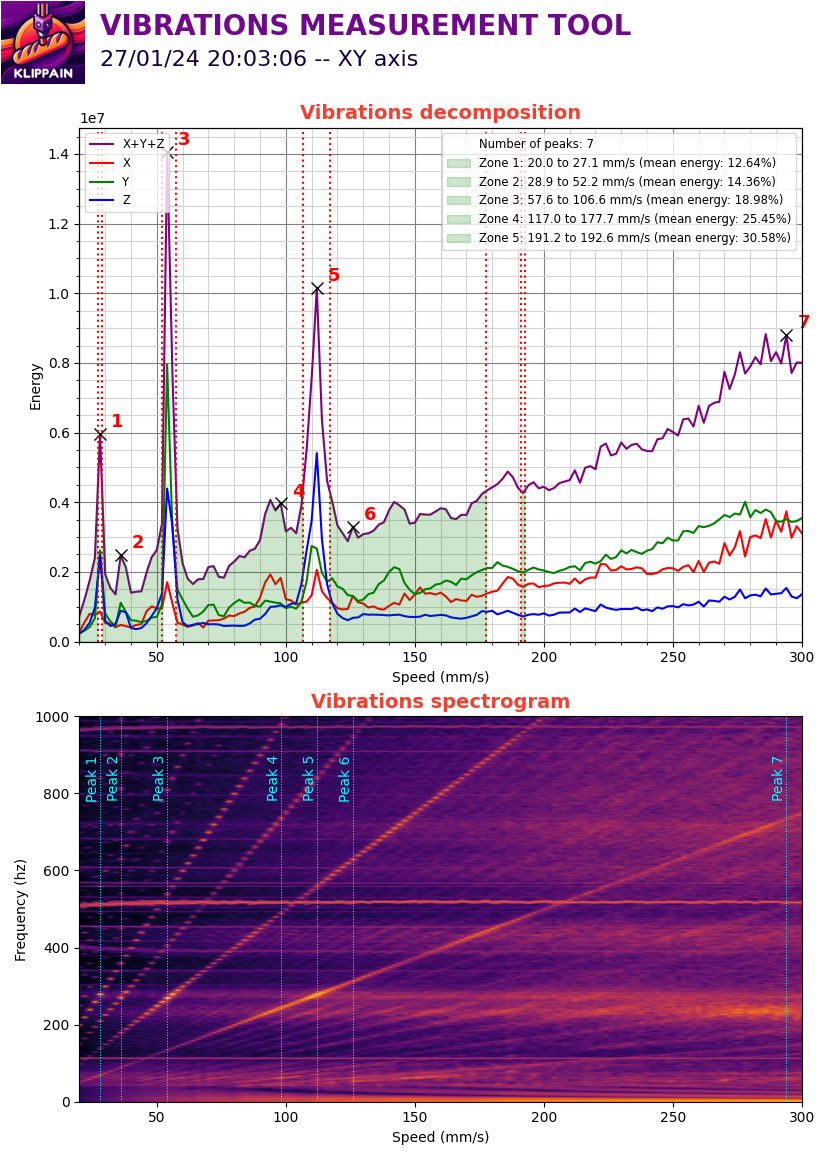 KLIPPAIN
VIBRATIONS MEASUREMENT TOOL
27/01/24 20:03:06 -- XY axis
Vibrations decomposition
1e7
X+Y+Z
X
Y
Z
Number of peaks: 7
Zone 1: 20.0 to 27.1 mm/s (mean energy: 12.64%)
Zone 2: 28.9 to 52.2 mm/s (mean energy: 14.36%)
Zone 3: 57.6 to 106.6 mm/s (mean energy: 18.98%)
Zone 4: 117.0 to 177.7 mm/s (mean energy: 25.45%)
Zone 5: 191.2 to 192.6 mm/s (mean energy: 30.58%)
1
2
3
4
5
6
7
1.4
1.2
1.0
0.8
0.6
0.4
0.2
0.0
Energy
50 100 150 200 250 300
Speed (mm/s)
Vibrations spectrogram
1000
800
600
400
200
0
Frequency (hz)
Peak 1
Peak 2
Peak 3
Peak 4
Peak 5
Peak 6
Peak 7
50 100 150 200 250 300
Speed (mm/s)